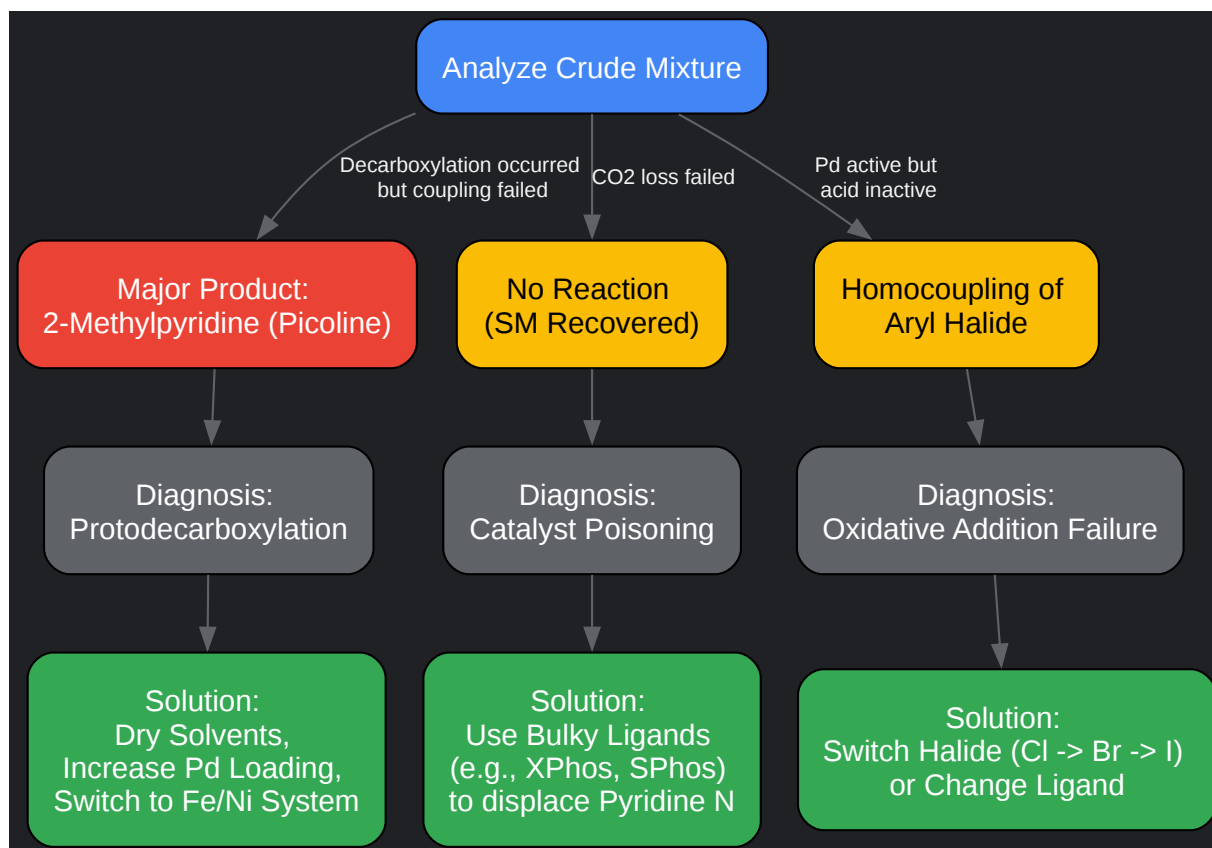 Analyze Crude Mixture
Decarboxylation occurred
but coupling failed
CO2 loss failed
Pd active but
acid inactive
Major Product:
2-Methylpyridine (Picoline)
No Reaction
(SM Recovered)
Homocoupling of
Aryl Halide
Diagnosis:
Protodecarboxylation
Diagnosis:
Catalyst Poisoning
Diagnosis:
Oxidative Addition Failure
Solution:
Dry Solvents,
Increase Pd Loading,
Switch to Fe/Ni System
Solution:
Use Bulky Ligands
(e.g., XPhos, SPhos)
to displace Pyridine N
Solution:
Switch Halide (Cl -> Br -> I)
or Change Ligand